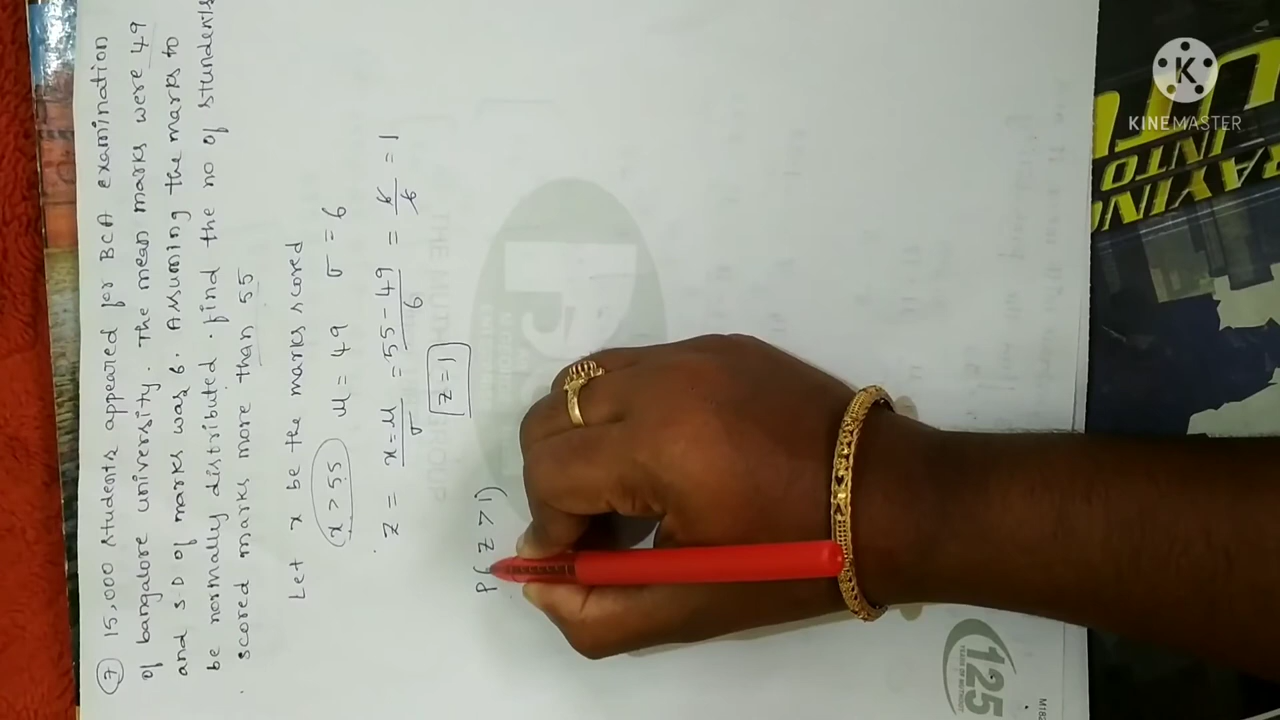 7 15,000 students appeared for BCA examination
of bangalore university. The mean marks were 49
and S.D of marks was 6. Assuming the marks to
be normally distributed. find the no of stundents
scored marks more than 55
Let x be the marks scored
x > 55 μ = 49 σ = 6
z = x-μ/σ = 55-49/6 = 6/6 = 1
z = 1
P(z > 1)
K
KINEMASTER
125